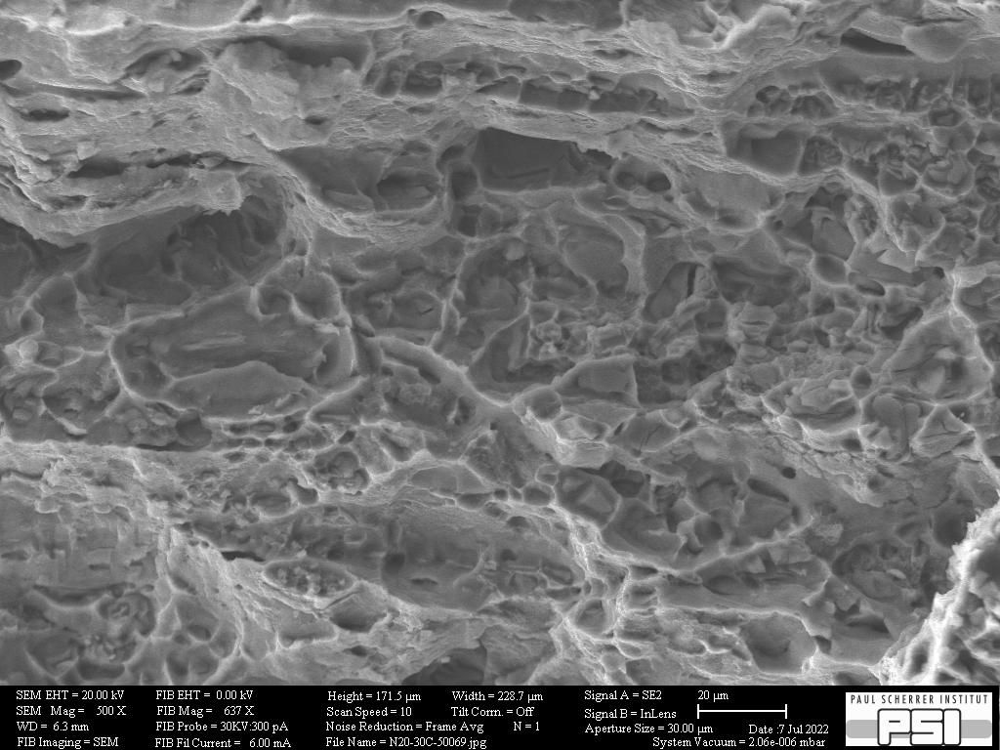 SEM EHT = 20.00 kV
FIB EHT = 0.00 kV
Height = 171.5 µm
Width = 228.7 µm
Signal A = SE2
20 µm
SEM Mag = 500 X
FIB Mag = 637 X
Scan Speed = 10
Tilt Corrn. = Off
Signal B = InLens
WD = 6.3 mm
FIB Probe = 30KV:300 pA
Noise Reduction = Frame Avg
N = 1
Aperture Size = 30.00 µm
Date :7 Jul 2022
FIB Imaging = SEM
FIB Fil Current = 6.00 mA
File Name = N20-30C-50069.jpg
System Vacuum = 2.06e-006 mbar
PAUL SCHERRER INSTITUT
PSI